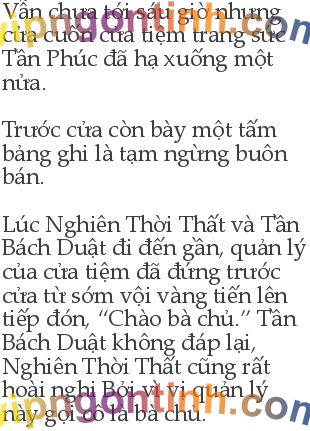 Vẫn chưa tới sáu giờ nhưng
cửa cuốn cửa tiệm trang sức
Tần Phúc đã hạ xuống một
nửa.
Trước cửa còn bày một tấm
bảng ghi là tạm ngừng buôn
bán.
Lúc Nghiên Thời Thất và Tần
Bách Duật đi đến gần, quản lý
của cửa tiệm đã đứng trước
cửa từ sớm vội vàng tiến lên
tiếp đón, “Chào bà chủ.” Tần
Bách Duật không đáp lại,
Nghiên Thời Thất cũng rất
hoài nghi Bởi vì vị quản lý
này gọi cô là bà chủ.
vipngontinh.com
vipngontinh.com